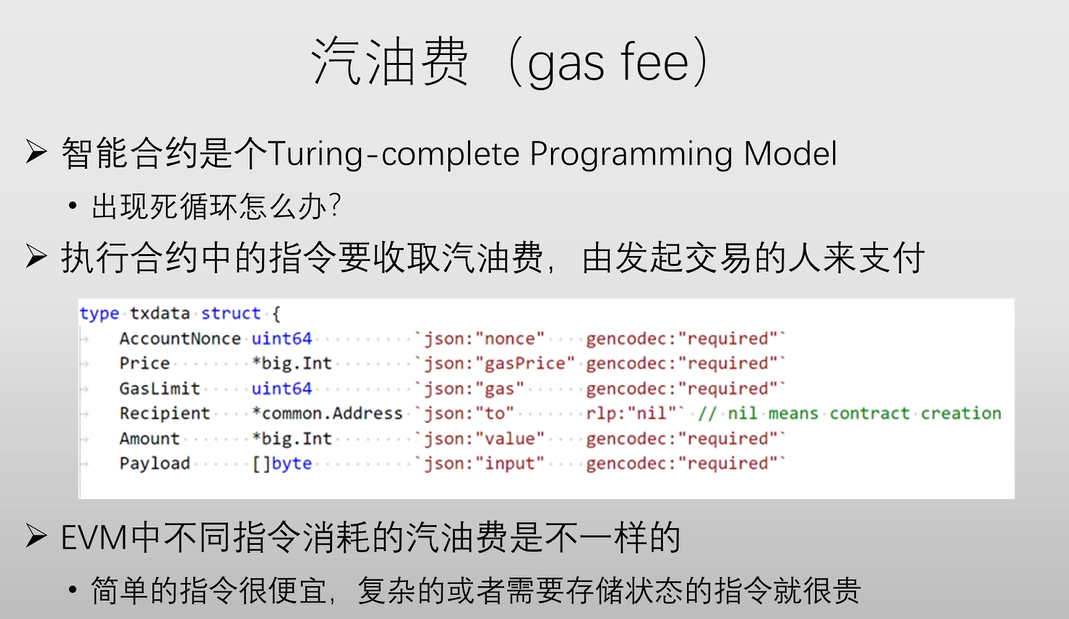 汽油费（gas fee）
➢ 智能合约是个Turing-complete Programming Model
• 出现死循环怎么办？
➢ 执行合约中的指令要收取汽油费，由发起交易的人来支付
type txdata struct {
AccountNonce uint64 `json:"nonce" gencodec:"required"`
Price *big.Int `json:"gasPrice" gencodec:"required"`
GasLimit uint64 `json:"gas" gencodec:"required"`
Recipient *common.Address `json:"to" rlp:"nil"` // nil means contract creation
Amount *big.Int `json:"value" gencodec:"required"`
Payload []byte `json:"input" gencodec:"required"`
➢ EVM中不同指令消耗的汽油费是不一样的
• 简单的指令很便宜，复杂的或者需要存储状态的指令就很贵